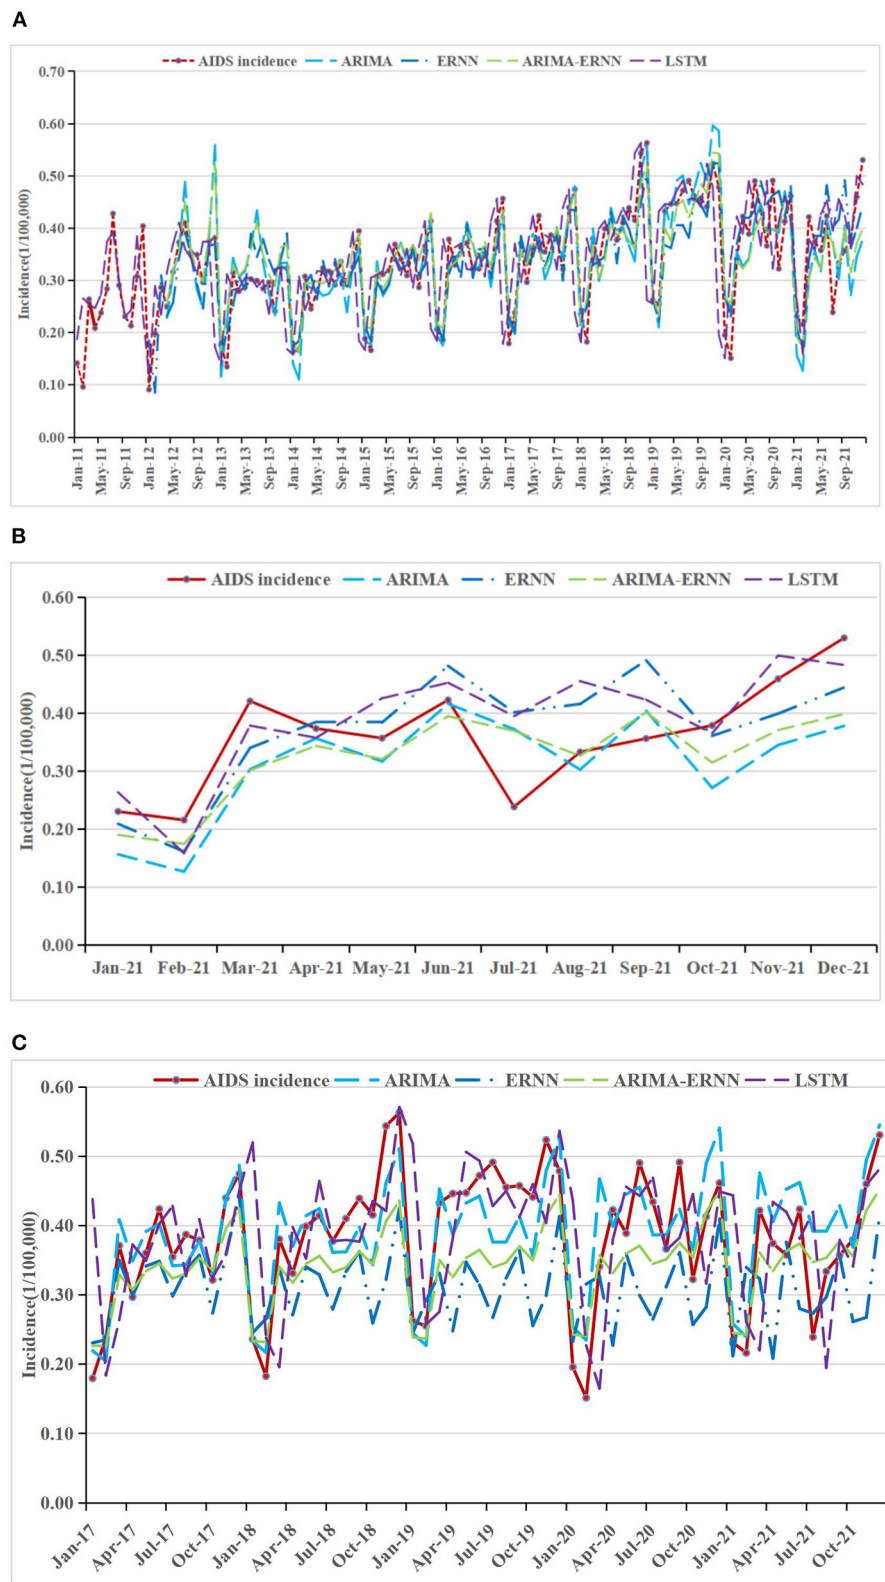 A
AIDS incidence ARIMA ERNN ARIMA-ERNN LSTM
Incidence(1/100,000)
0.70
0.60
0.50
0.40
0.30
0.20
0.10
0.00
Jan-11 May-11 Sep-11 Jan-12 May-12 Sep-12 Jan-13 May-13 Sep-13 Jan-14 May-14 Sep-14 Jan-15 May-15 Sep-15 Jan-16 May-16 Sep-16 Jan-17 May-17 Sep-17 Jan-18 May-18 Sep-18 Jan-19 May-19 Sep-19 Jan-20 May-20 Sep-20 Jan-21 May-21 Sep-21
B
AIDS incidence ARIMA ERNN ARIMA-ERNN LSTM
Incidence(1/100,000)
0.60
0.50
0.40
0.30
0.20
0.10
0.00
Jan-21 Feb-21 Mar-21 Apr-21 May-21 Jun-21 Jul-21 Aug-21 Sep-21 Oct-21 Nov-21 Dec-21
C
AIDS incidence ARIMA ERNN ARIMA-ERNN LSTM
Incidence(1/100,000)
0.60
0.50
0.40
0.30
0.20
0.10
0.00
Jan-17 Apr-17 Jul-17 Oct-17 Jan-18 Apr-18 Jul-18 Oct-18 Jan-19 Apr-19 Jul-19 Oct-19 Jan-20 Apr-20 Jul-20 Oct-20 Jan-21 Apr-21 Jul-21 Oct-21